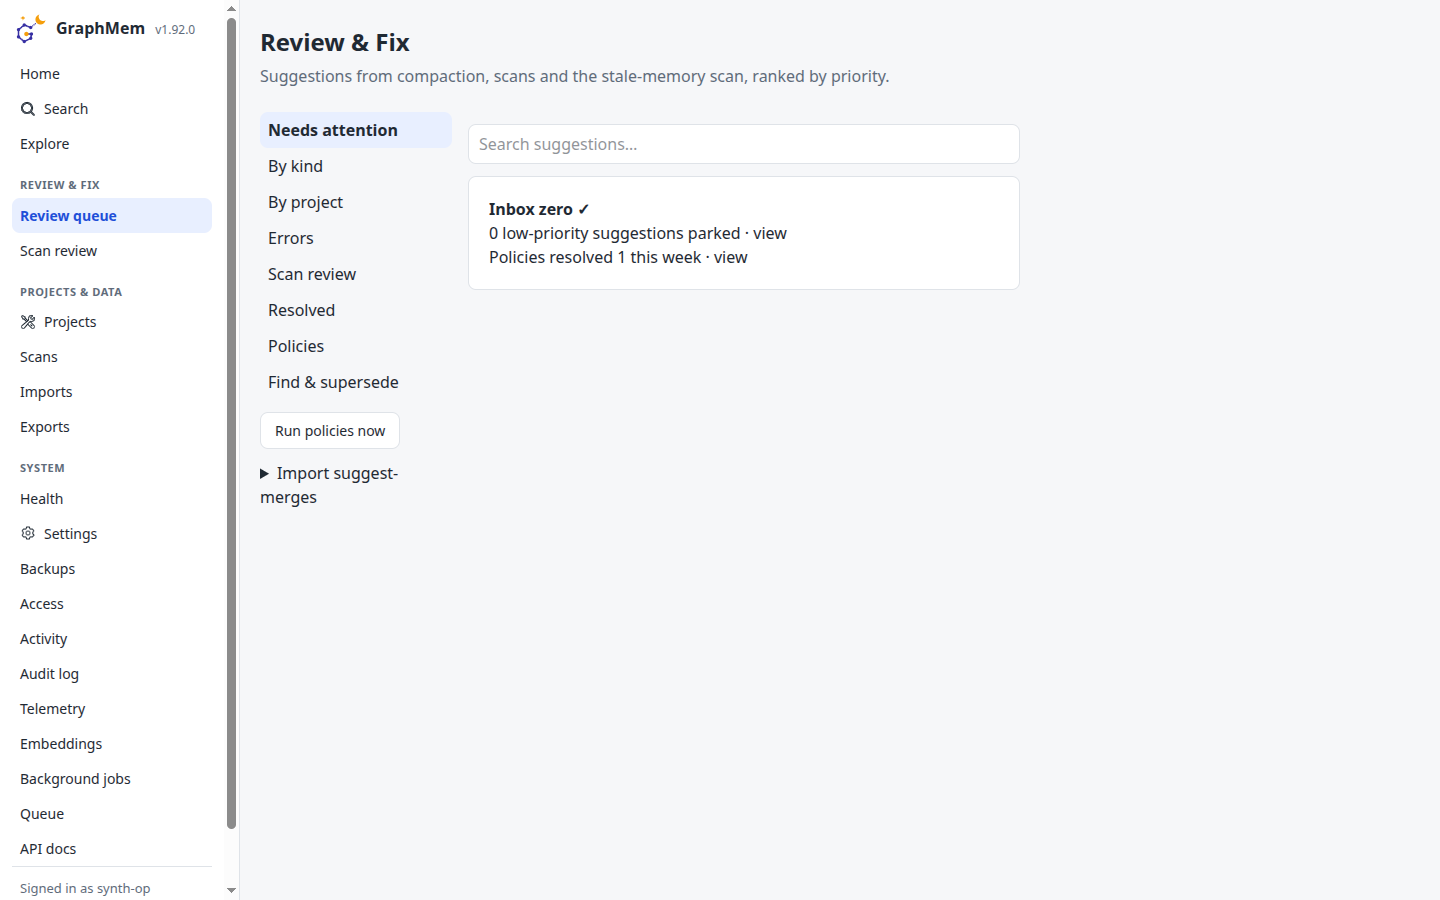 GraphMem v1.92.0
Home
Search
Explore
REVIEW & FIX
Review queue
Scan review
PROJECTS & DATA
Projects
Scans
Imports
Exports
SYSTEM
Health
Settings
Backups
Access
Activity
Audit log
Telemetry
Embeddings
Background jobs
Queue
API docs
Signed in as synth-op
Review & Fix
Suggestions from compaction, scans and the stale-memory scan, ranked by priority.
Needs attention
By kind
By project
Errors
Scan review
Resolved
Policies
Find & supersede
Run policies now
▶ Import suggest-
merges
Search suggestions...
Inbox zero ✓
0 low-priority suggestions parked · view
Policies resolved 1 this week · view